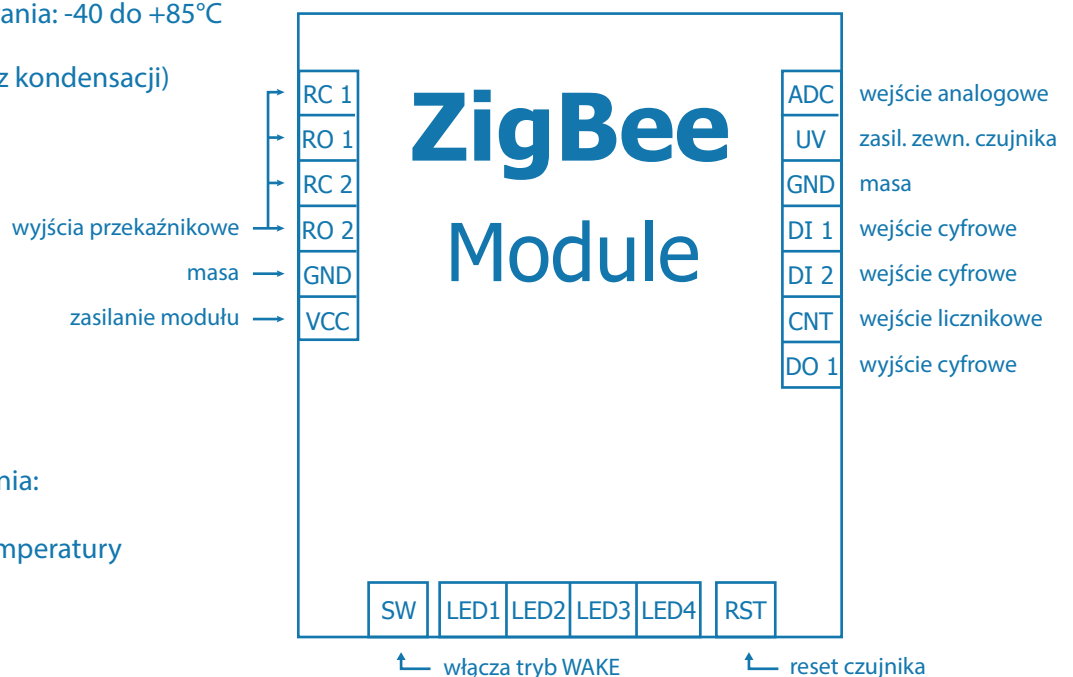 ania: -40 do +85°C
z kondensacji)
ZigBee
Module
RC 1
RO 1
RC 2
wyjścia przekaźnikowe RO 2
masa GND
zasilanie modułu VCC
ADC wejście analogowe
UV zasil. zewn. czujnika
GND masa
DI 1 wejście cyfrowe
DI 2 wejście cyfrowe
CNT wejście licznikowe
DO 1 wyjście cyfrowe
nia:
mperatury
SW LED1 LED2 LED3 LED4 RST
włącza tryb WAKE reset czujnika